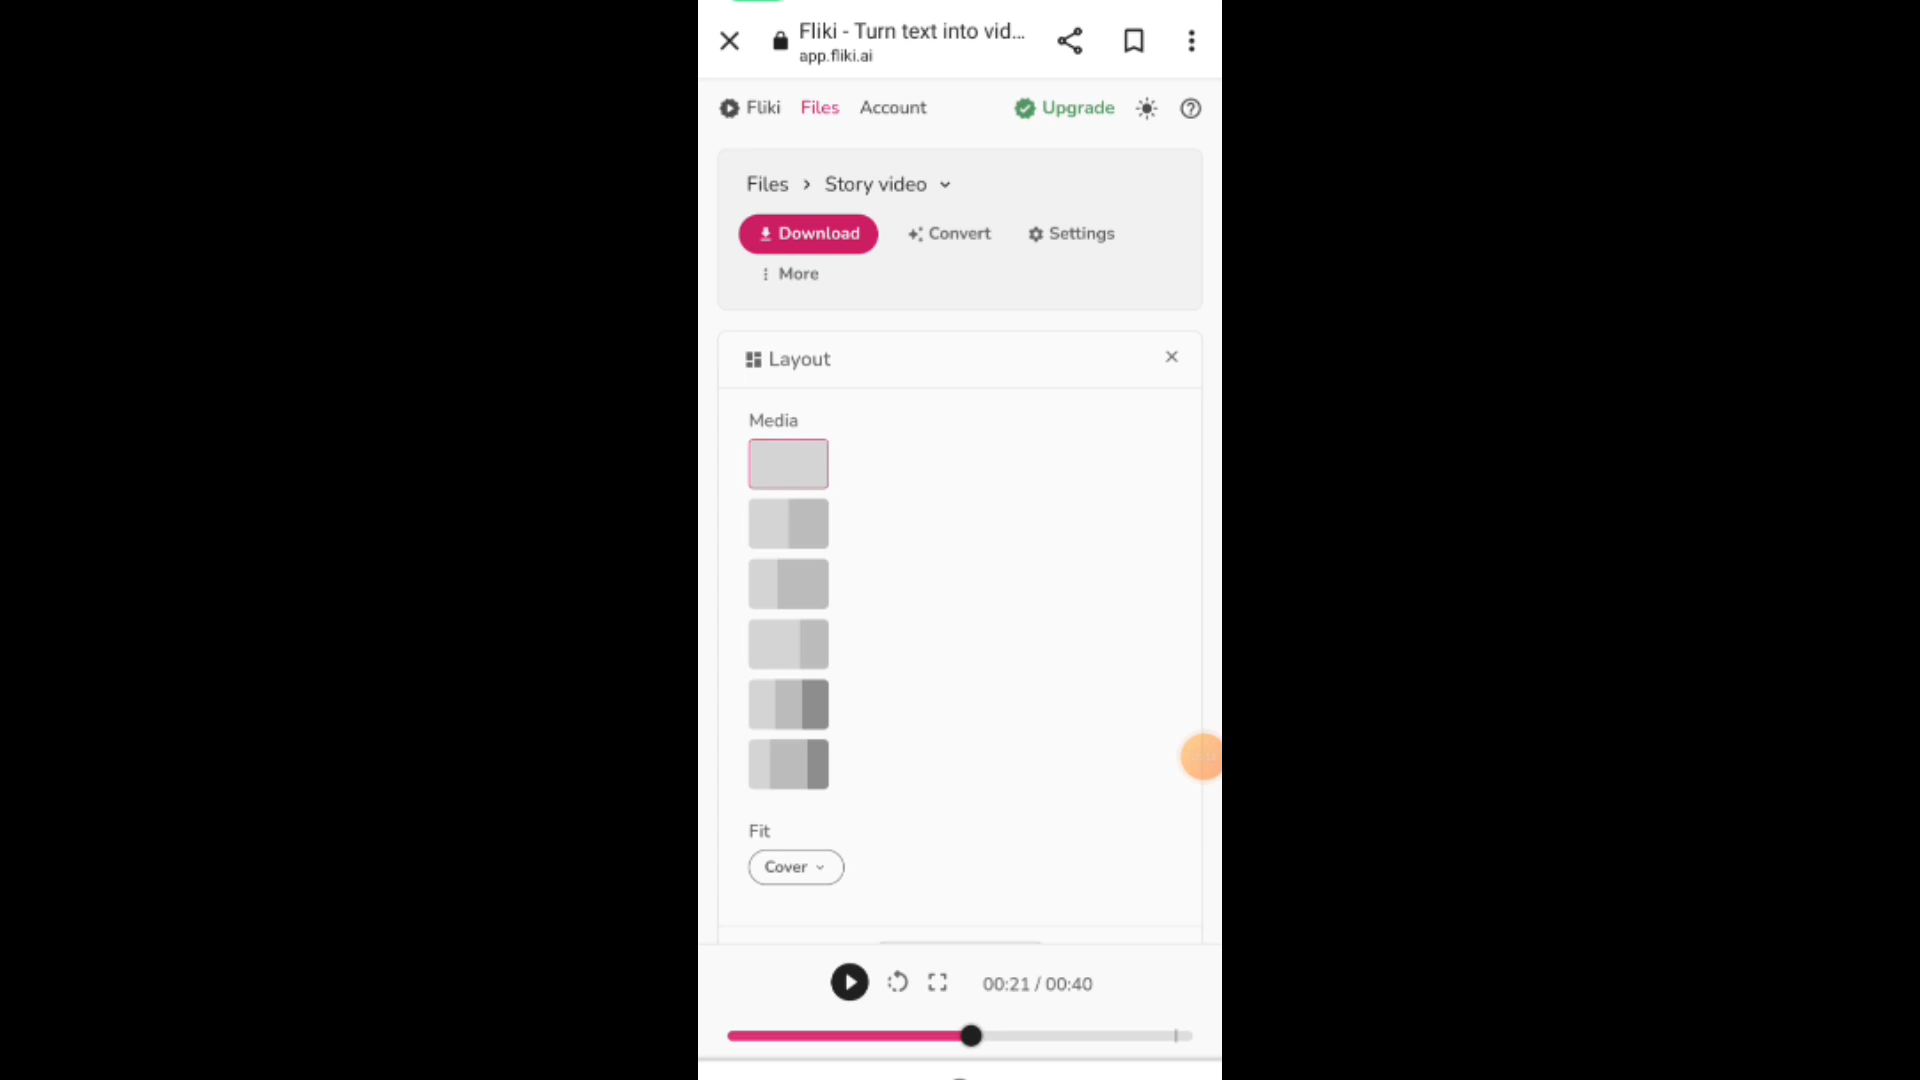 Fliki - Turn text into vid...
app.fliki.ai
Fliki Files Account Upgrade
Files > Story video
Download Convert Settings
More
Layout
Media
Fit
Cover
00:21 / 00:40